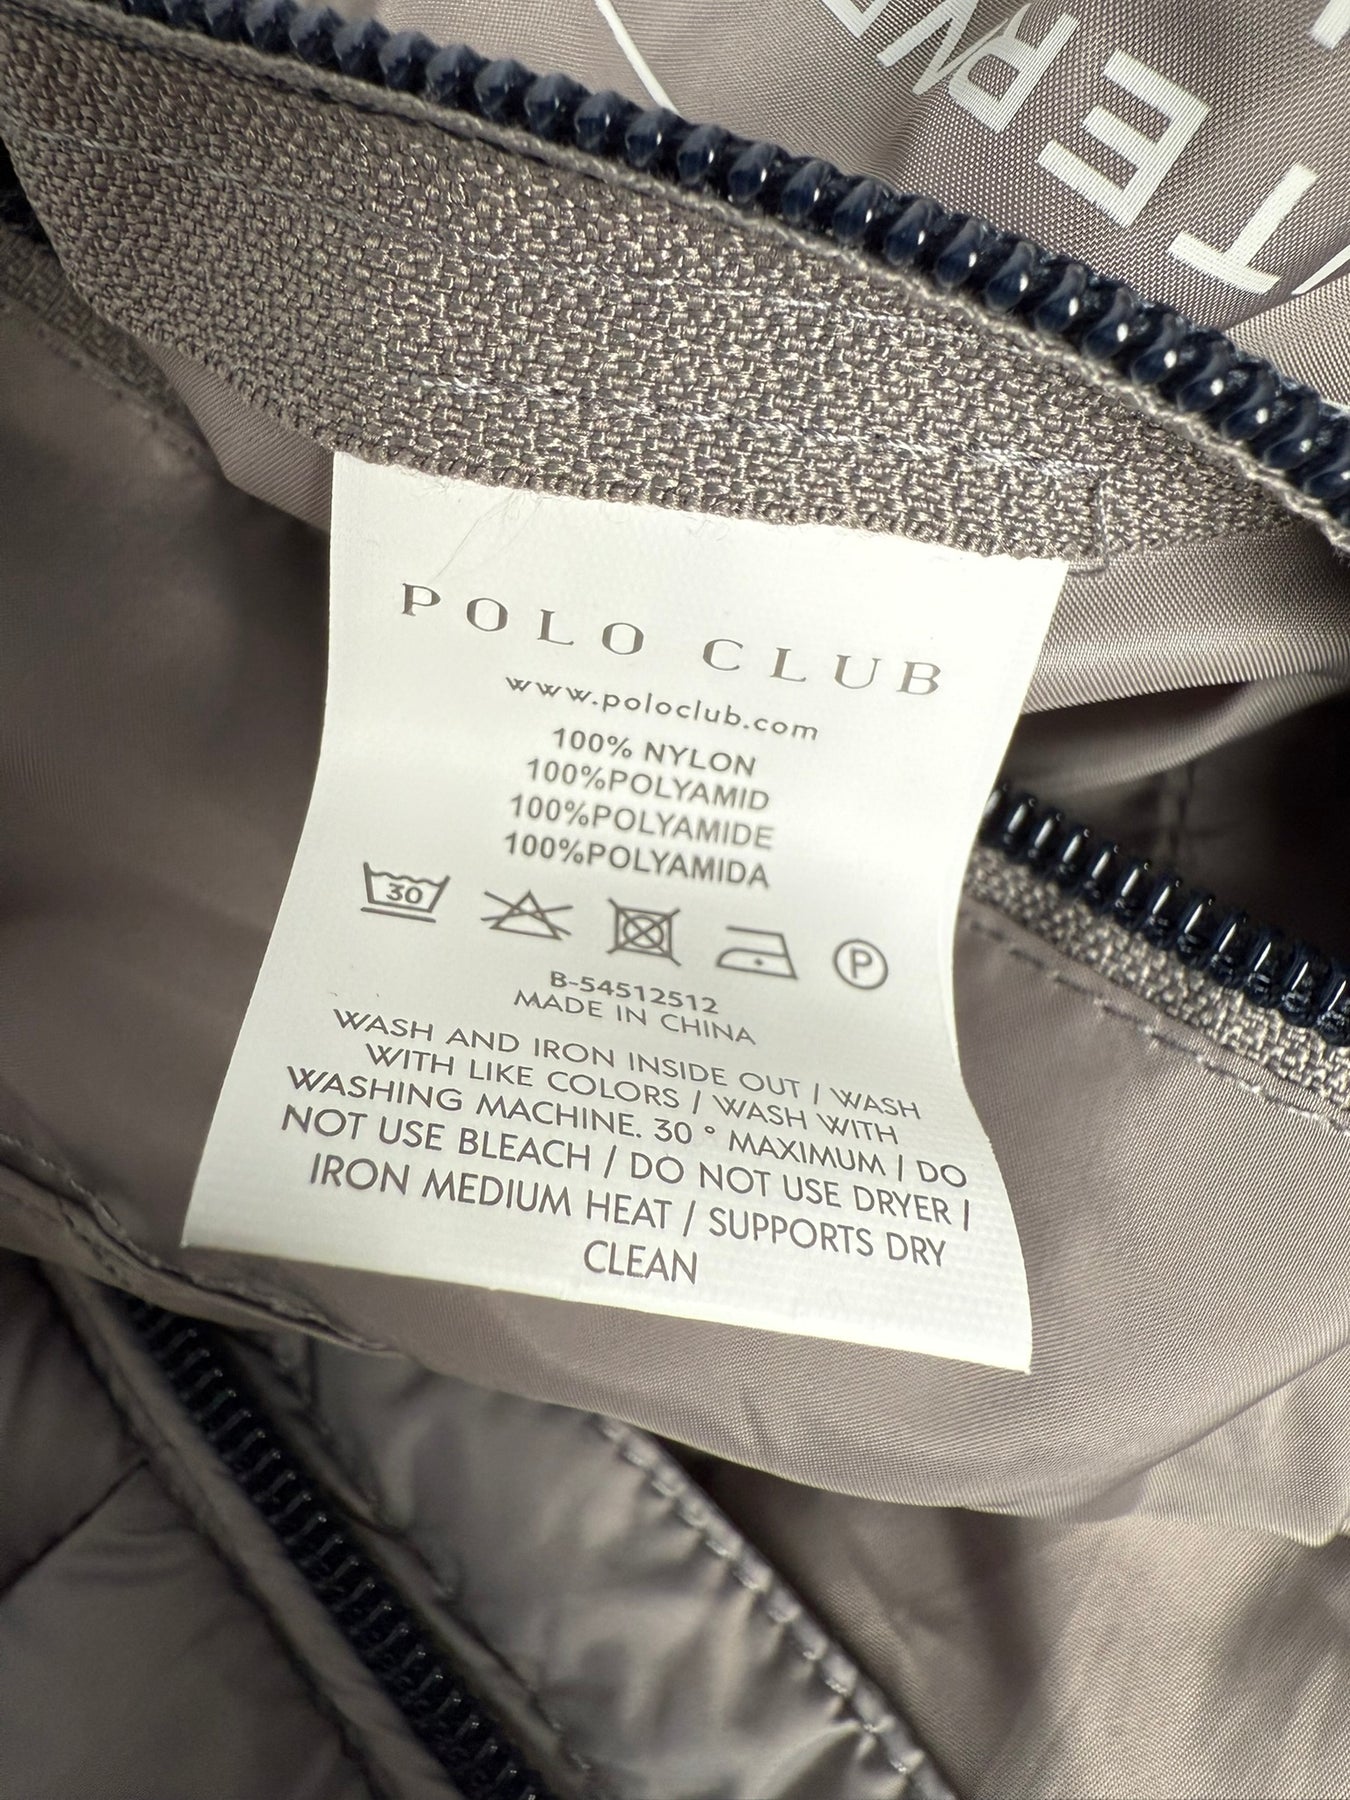 TERVE
POLO CLUB
www.poloclub.com
100% NYLON
100%POLYAMID
100%POLYAMIDE
100%POLYAMIDA
30
P
B-54512512
MADE IN CHINA
WASH AND IRON INSIDE OUT / WASH
WITH LIKE COLORS / WASH WITH
WASHING MACHINE. 30 º MAXIMUM / DO
NOT USE BLEACH / DO NOT USE DRYER /
IRON MEDIUM HEAT / SUPPORTS DRY
CLEAN